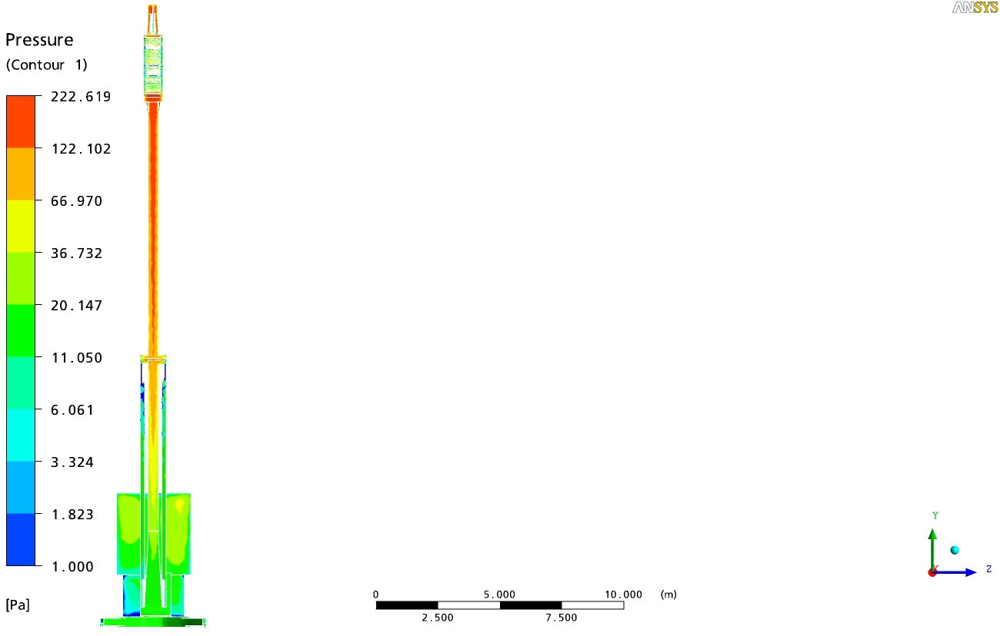 ANSYS
Pressure
(Contour 1)
222.619
122.102
66.970
36.732
20.147
11.050
6.061
3.324
1.823
1.000
[Pa]
0 5.000 10.000 (m)
2.500 7.500
Y
X
Z